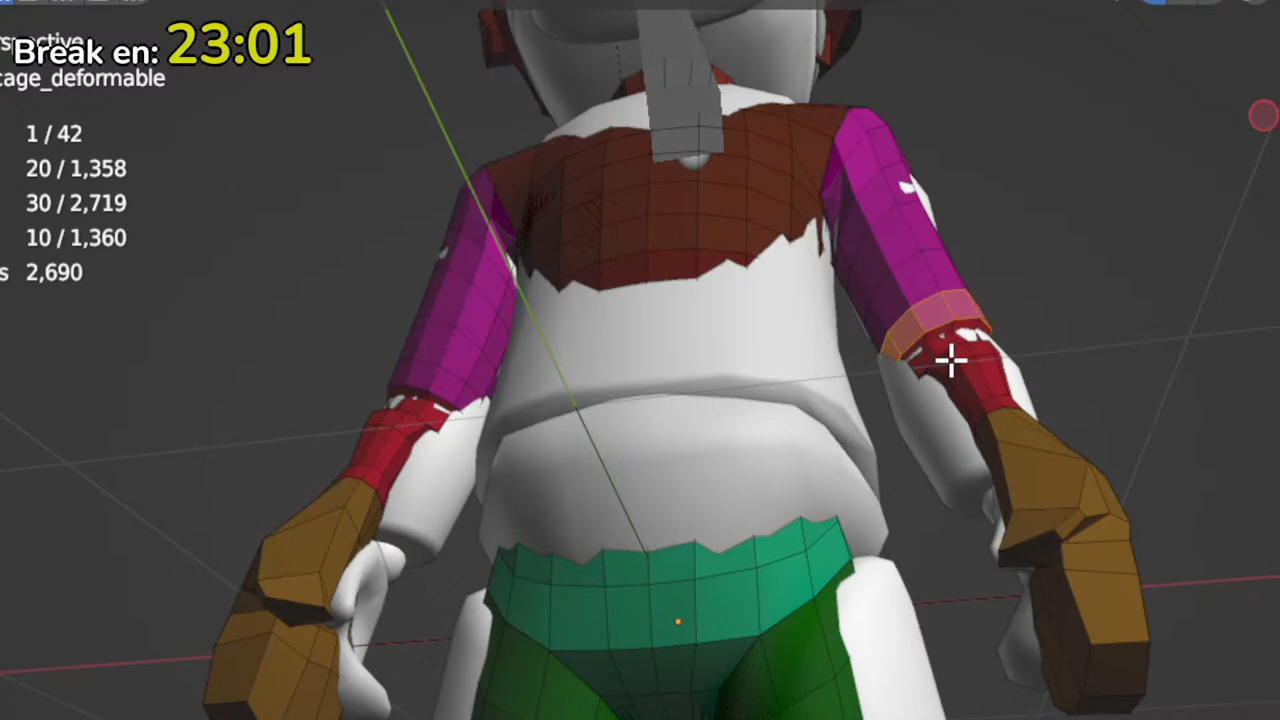 Break en: 23:01
cage_deformable
1 / 42
20 / 1,358
30 / 2,719
10 / 1,360
s 2,690